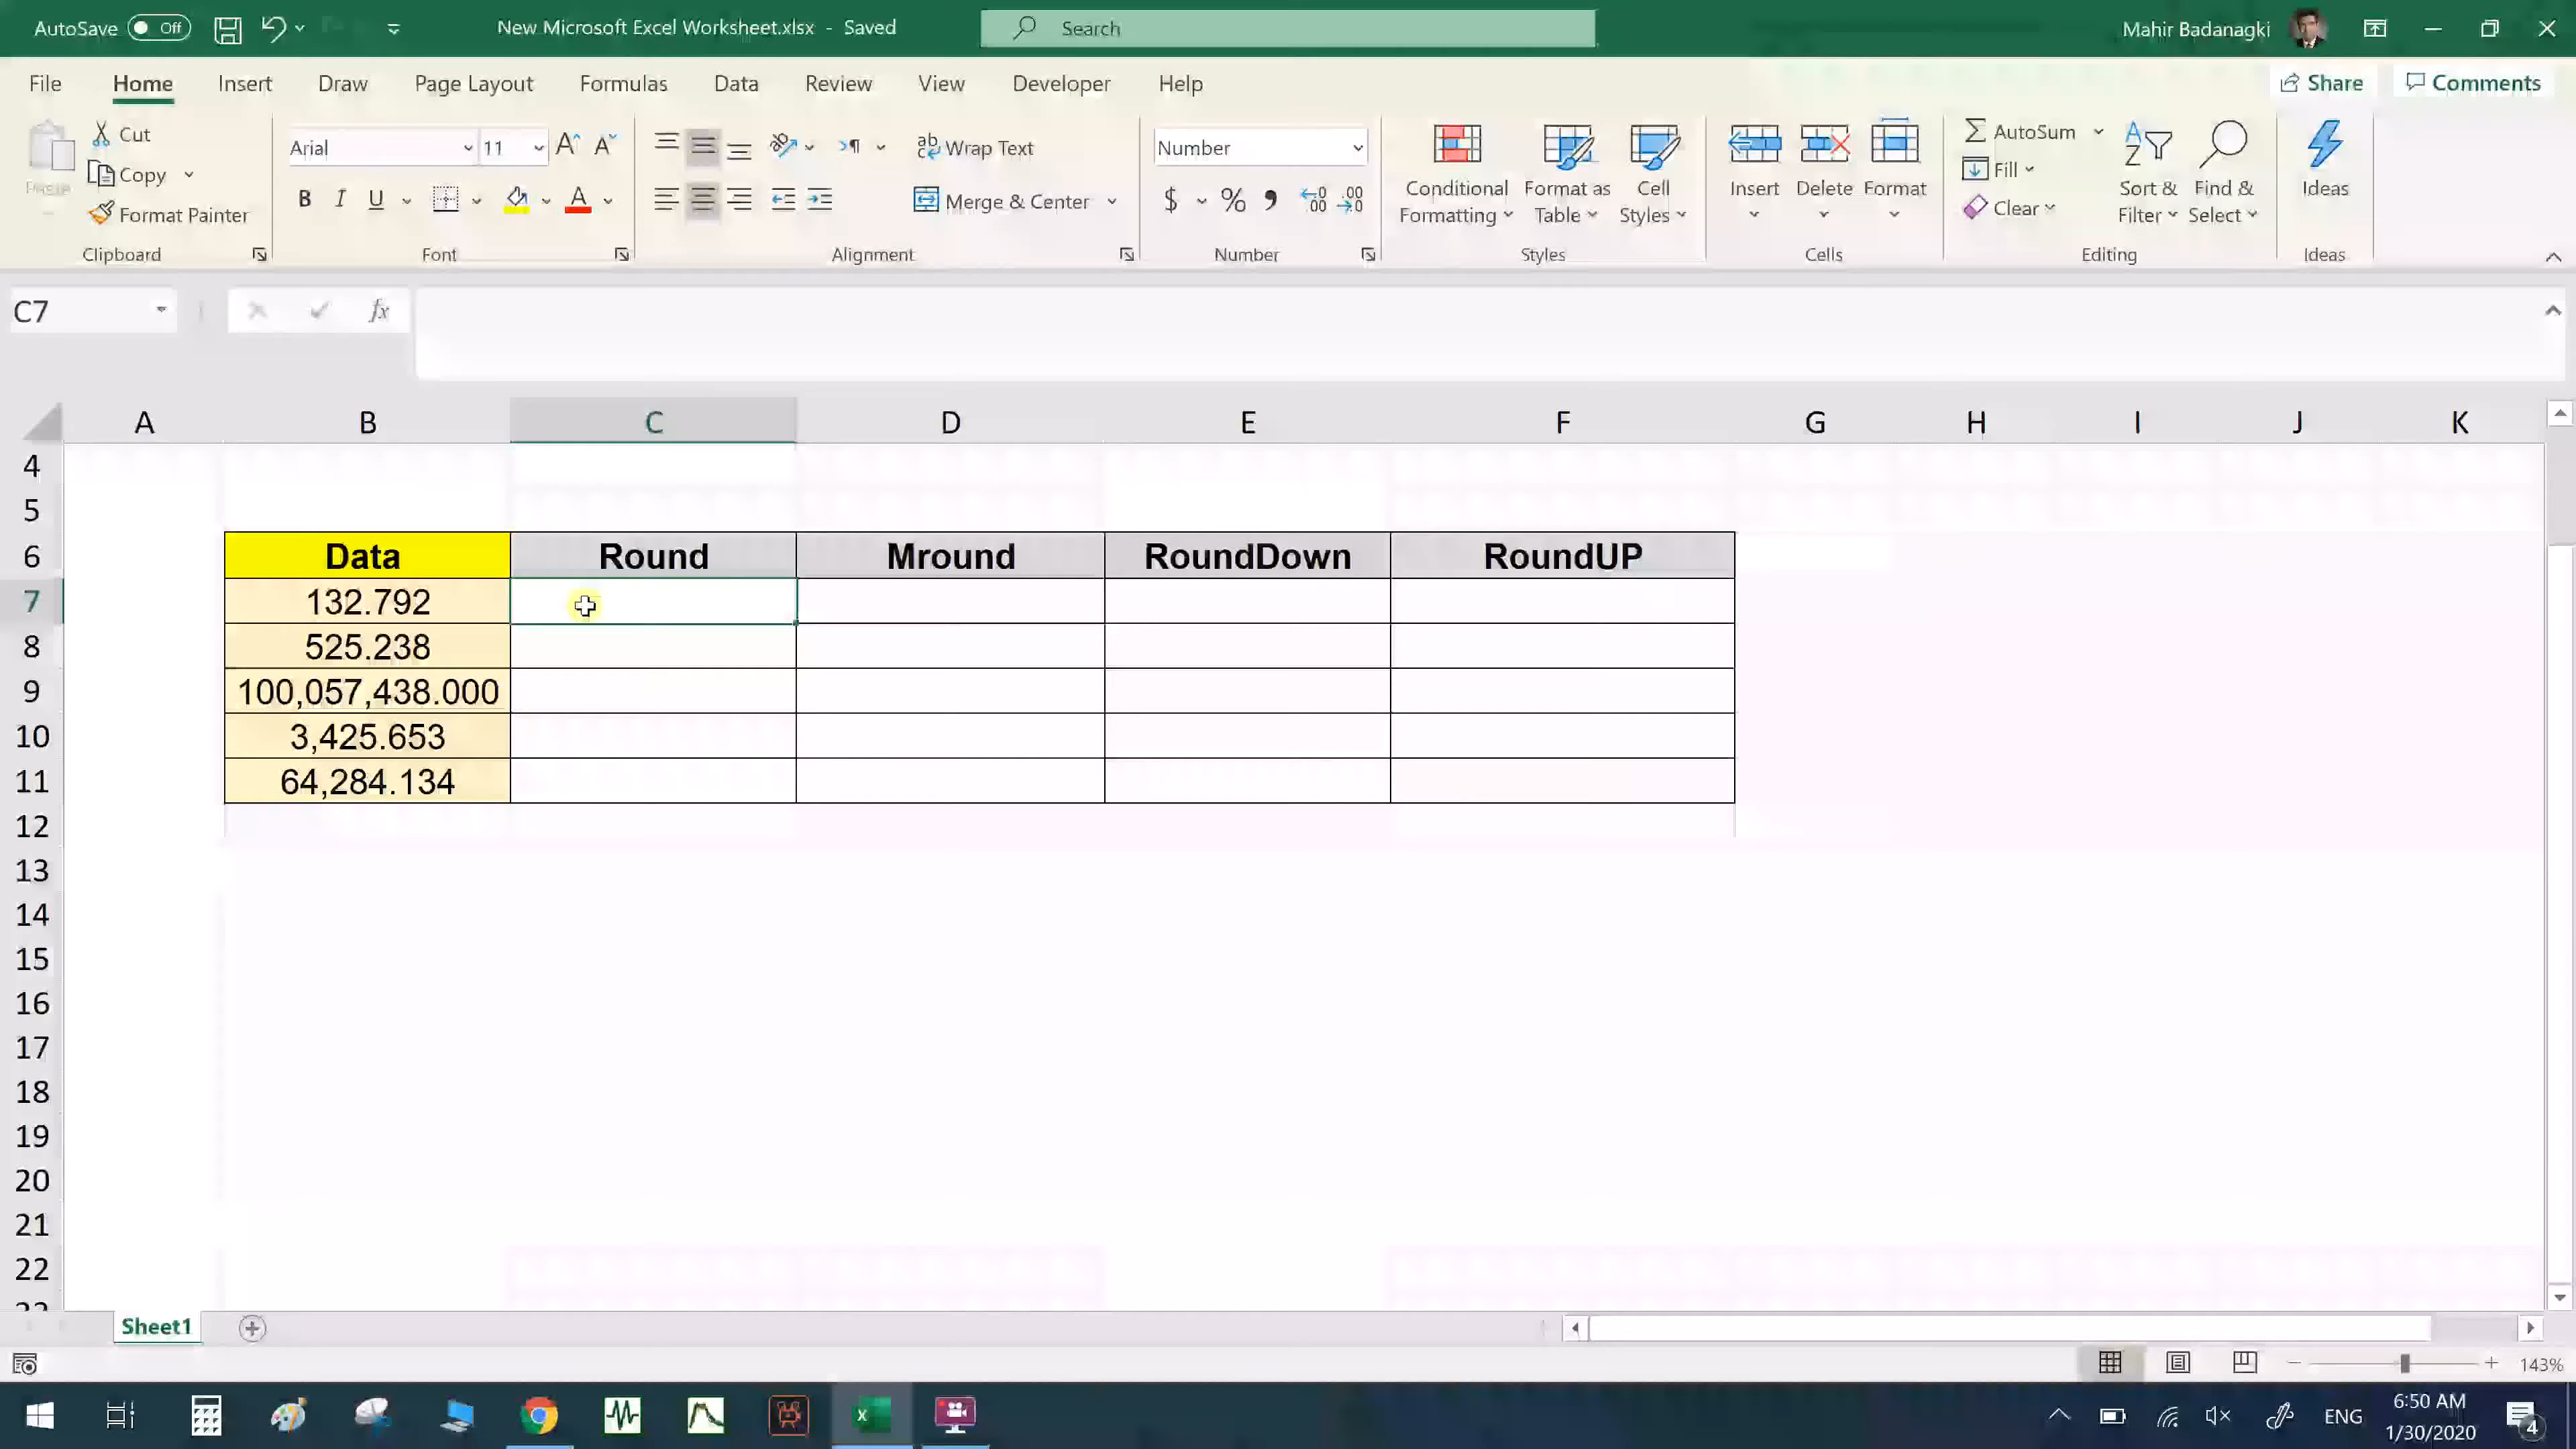 AutoSave Off New Microsoft Excel Worksheet.xlsx - Saved Search Mahir Badanagki
File Home Insert Draw Page Layout Formulas Data Review View Developer Help Share Comments
Cut
Copy
Paste
Format Painter
Clipboard
Arial 11
B I U A
Font
Wrap Text
Merge & Center
Alignment
Number
$ % ,
Number
Conditional Formatting
Format as Table
Cell Styles
Styles
Insert Delete Format
Cells
AutoSum
Fill
Clear
Sort & Filter
Find & Select
Editing
Ideas
Ideas
C7 fx
A B C D E F G H I J K
4
5
6 Data Round Mround RoundDown RoundUP
7 132.792
8 525.238
9 100,057,438.000
10 3,425.653
11 64,284.134
12
13
14
15
16
17
18
19
20
21
22
Sheet1
143%
ENG 6:50 AM
1/30/2020 4